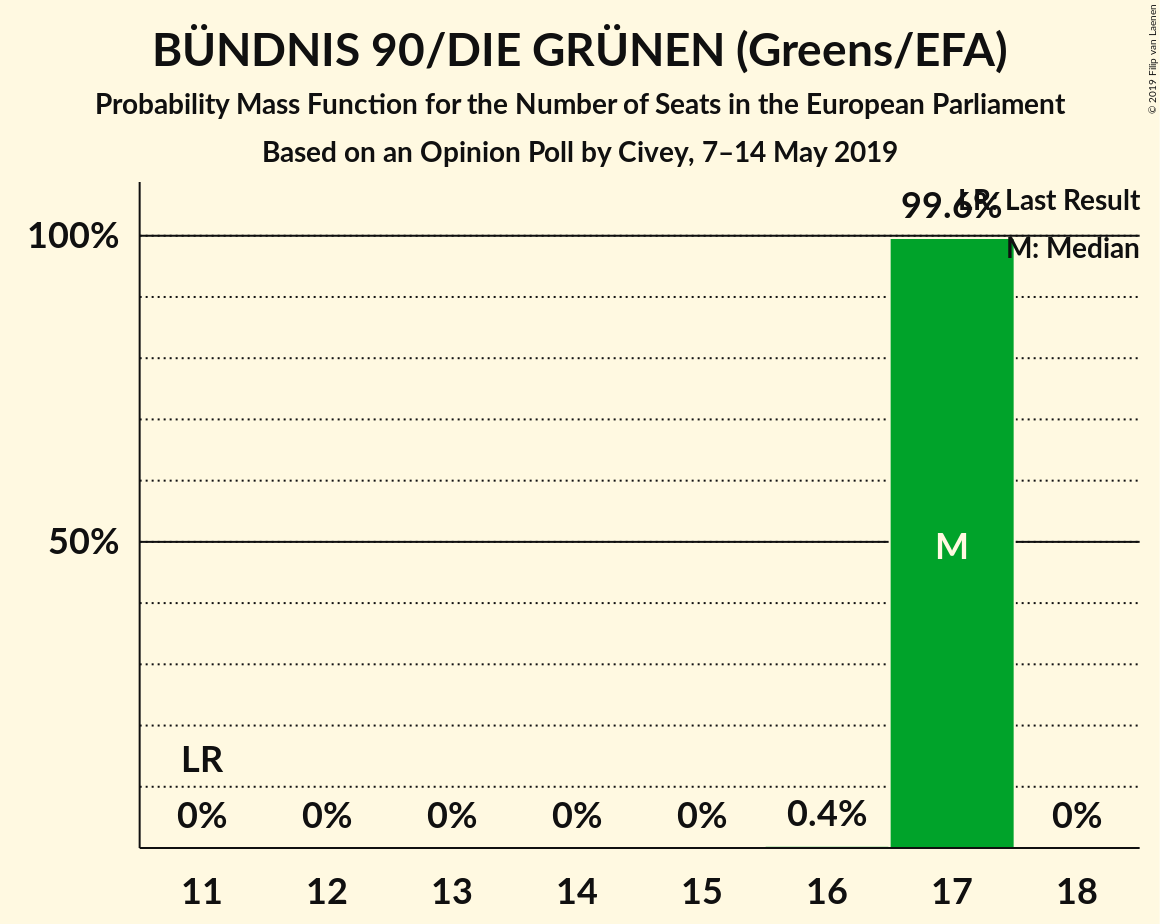 BÜNDNIS 90/DIE GRÜNEN (Greens/EFA)
Probability Mass Function for the Number of Seats in the European Parliament
Based on an Opinion Poll by Civey, 7–14 May 2019
© 2019 Filip van Laenen
99.6%
LR: Last Result
M: Median
100%
50%
M
LR
0% 0% 0% 0% 0% 0.4% 0%
11 12 13 14 15 16 17 18